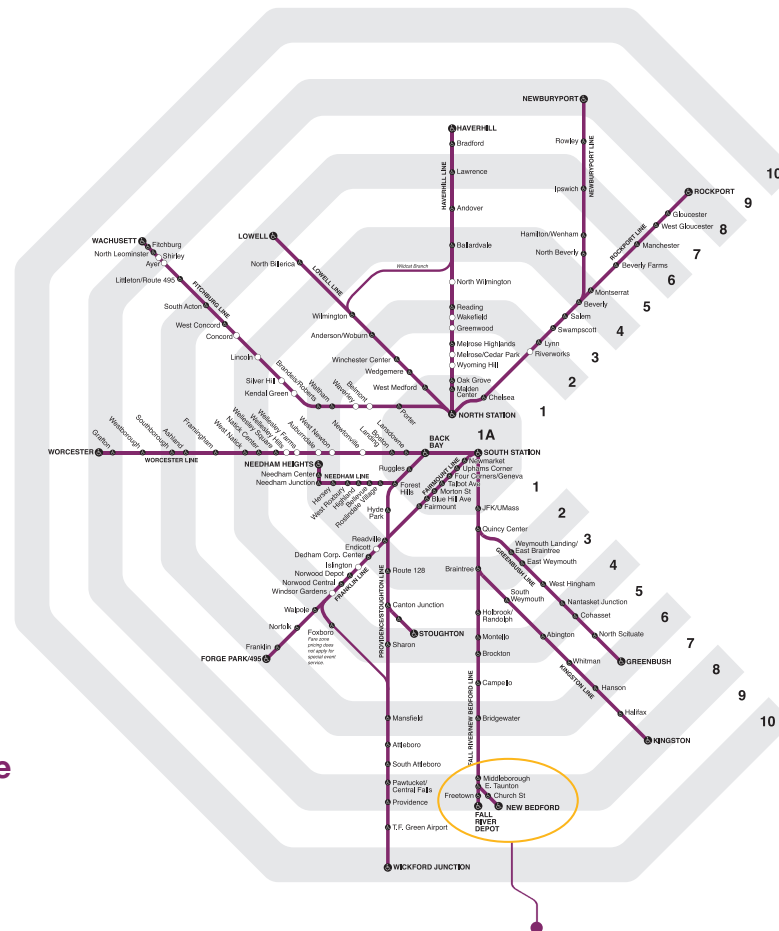 NEWBURYPORT
Rowley
NEWBURYPORT LINE
Ipswich
Hamilton/Wenham
North Beverly
HAVERHILL
Bradford
HAVERHILL LINE
Lawrence
Andover
Ballardvale
North Wilmington
Reading
Wakefield
Greenwood
Melrose Highlands
Melrose/Cedar Park
Wyoming Hill
Oak Grove
Malden
Center
NORTH STATION
10
9
8
7
6
5
4
3
2
1
1A
ROCKPORT
Gloucester
West Gloucester
ROCKPORT LINE
Manchester
Beverly Farms
Montserrat
Beverly
Salem
Swampscott
Lynn
Riverworks
Chelsea
LOWELL
North Billerica
LOWELL LINE
Wildcat Branch
Wilmington
Anderson/Woburn
Winchester Center
Wedgemere
West Medford
WACHUSETT
Fitchburg
North Leominster
Shirley
Ayer
Littleton/Route 495
FITCHBURG LINE
South Acton
West Concord
Concord
Lincoln
Silver Hill
Kendal Green
Brandeis/Roberts
Waltham
Waverley
Belmont
Porter
WORCESTER
Grafton
Westborough
Southborough
Ashland
Framingham
West Natick
Natick Center
Wellesley Square
Wellesley Hills
Wellesley Farms
Auburndale
West Newton
Newtonville
Boston
Landing
Lansdowne
WORCESTER LINE
BACK
BAY
SOUTH STATION
NEEDHAM HEIGHTS
Needham Center
Needham Junction
NEEDHAM LINE
Hersey
West Roxbury
Highland
Bellevue
Roslindale Village
Forest
Hills
Ruggles
Hyde
Park
FAIRMOUNT LINE
Newmarket
Uphams Corner
Four Corners/Geneva
Talbot Ave
Morton St
Blue Hill Ave
Fairmount
Readville
Endicott
Dedham Corp. Center
Islington
Norwood Depot
Norwood Central
Windsor Gardens
FRANKLIN LINE
Walpole
Norfolk
Franklin
FORGE PARK/495
Foxboro
Fare zone
pricing does
not apply for
special event
service.
PROVIDENCE/STOUGHTON LINE
Route 128
Canton Junction
STOUGHTON
Sharon
Mansfield
Attleboro
South Attleboro
Pawtucket/
Central Falls
Providence
T.F. Green Airport
WICKFORD JUNCTION
JFK/UMass
Quincy Center
Braintree
Holbrook/
Randolph
Montello
Brockton
Campello
Bridgewater
FALL RIVER/NEW BEDFORD LINE
Middleborough
E. Taunton
Freetown
Church St
FALL
RIVER
DEPOT
NEW BEDFORD
GREENBUSH LINE
Weymouth Landing/
East Braintree
East Weymouth
West Hingham
Nantasket Junction
Cohasset
North Scituate
GREENBUSH
South
Weymouth
Abington
Whitman
KINGSTON LINE
Hanson
Halifax
KINGSTON
1
2
3
4
5
6
7
8
9
10
e